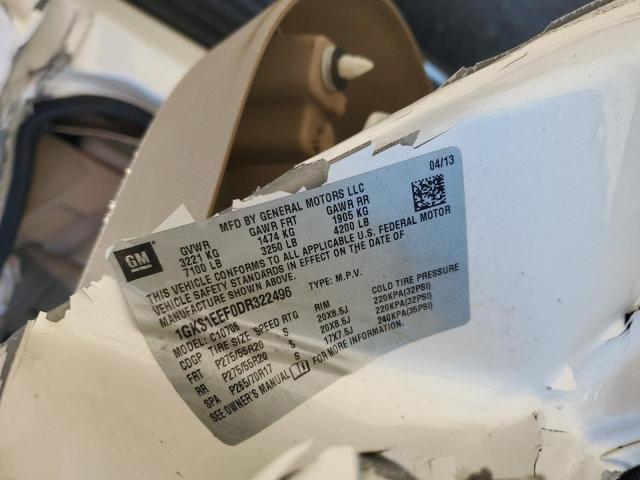 04/13
MFD BY GENERAL MOTORS LLC
GM
GVWR GAWR FRT GAWR RR
3221 KG 1474 KG 1905 KG
7100 LB 3250 LB 4200 LB
THIS VEHICLE CONFORMS TO ALL APPLICABLE U.S. FEDERAL MOTOR
VEHICLE SAFETY STANDARDS IN EFFECT ON THE DATE OF
MANUFACTURE SHOWN ABOVE.
1GKS1EEF0DR322496 TYPE: M.P.V.
MODEL: C10706
CDGP TIRE SIZE SPEED RTG RIM COLD TIRE PRESSURE
FRT P275/55R20 S 20X8.5J 220KPA(32PSI)
RR P275/55R20 S 20X8.5J 220KPA(32PSI)
SPA P265/70R17 S 17X7.5J 240KPA(35PSI)
SEE OWNER'S MANUAL FOR MORE INFORMATION.